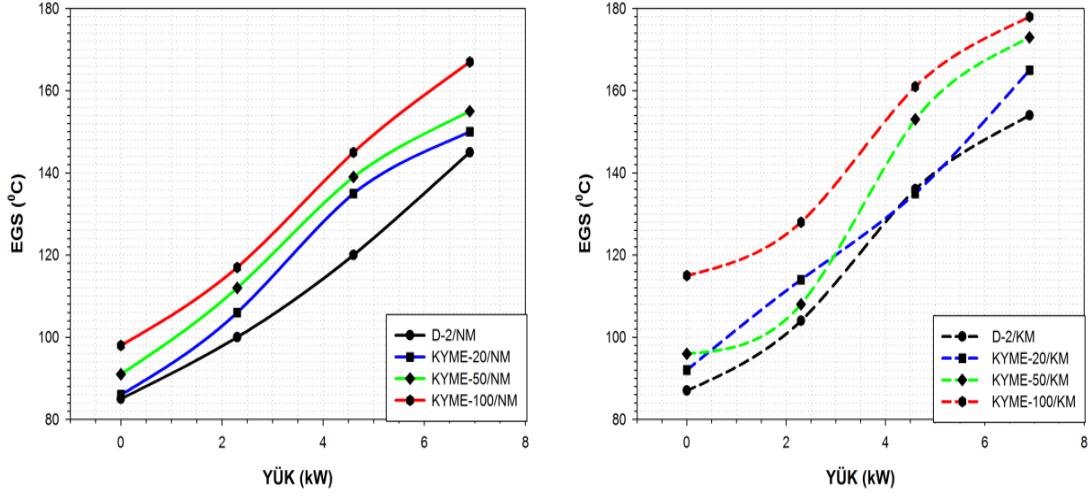 180
160
140
120
100
80
EGS (⁰C)
0
2
4
6
8
YÜK (kW)
D-2/NM
KYME-20/NM
KYME-50/NM
KYME-100/NM
180
160
140
120
100
80
EGS (⁰C)
0
2
4
6
8
YÜK (kW)
D-2/KM
KYME-20/KM
KYME-50/KM
KYME-100/KM